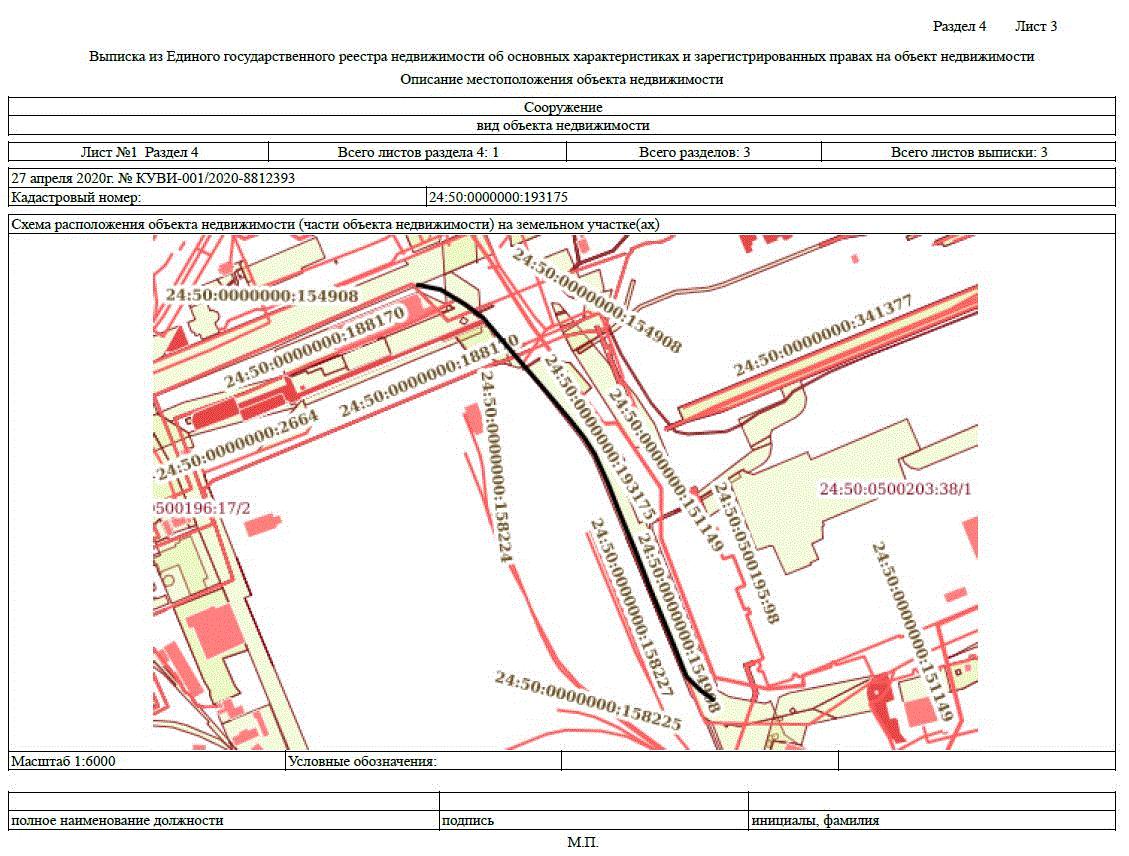 Раздел 4 Лист 3
Выписка из Единого государственного реестра недвижимости об основных характеристиках и зарегистрированных правах на объект недвижимости
Описание местоположения объекта недвижимости
Сооружение
вид объекта недвижимости
Лист №1 Раздел 4 Всего листов раздела 4: 1 Всего разделов: 3 Всего листов выписки: 3
27 апреля 2020г. № КУВИ-001/2020-8812393
Кадастровый номер: 24:50:0000000:193175
Схема расположения объекта недвижимости (части объекта недвижимости) на земельном участке(ах)
24:50:0000000:154908
24:50:0000000:154908
24:50:0000000:188170
24:50:0000000:341377
24:50:0000000:2664
24:50:0000000:193175
24:50:0000000:158224
24:50:0000000:151149
24:50:0500203:38/1
0500196:17/2
24:50:0500195:98
24:50:0000000:158227
24:50:0000000:154908
24:50:0000000:151149
24:50:0000000:158225
Масштаб 1:6000 Условные обозначения:
полное наименование должности подпись инициалы, фамилия
М.П.